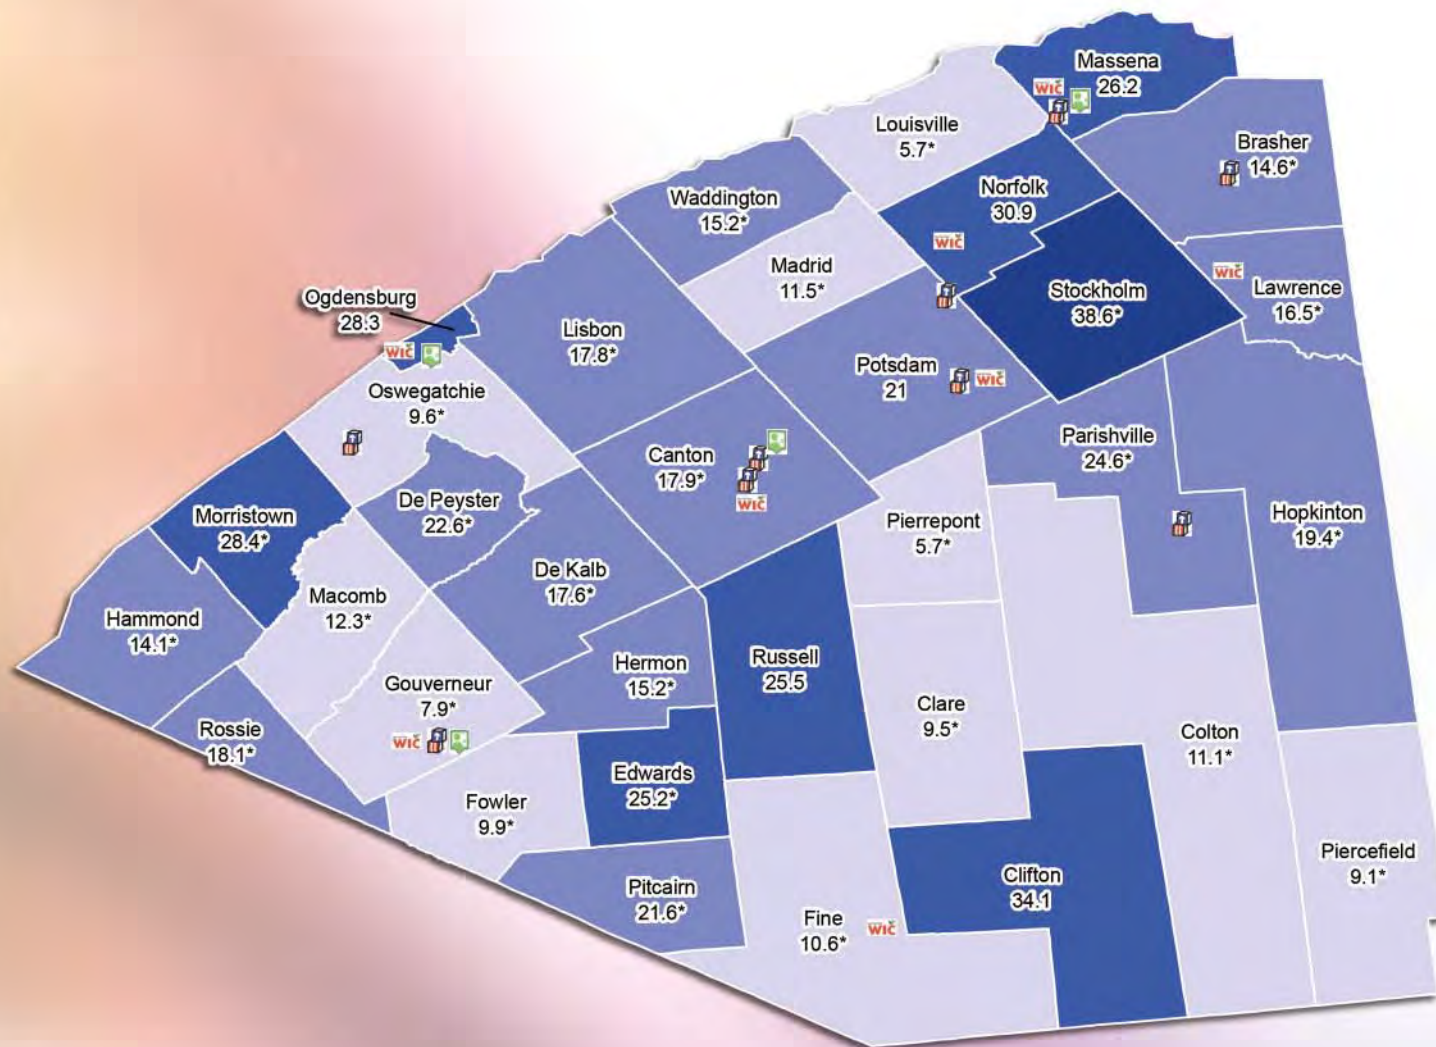 Massena
26.2
WIC
Louisville
5.7*
Brasher
14.6*
Norfolk
30.9
Waddington
15.2*
WIC
Madrid
11.5*
WIC
Lawrence
16.5*
Stockholm
38.6*
Ogdensburg
28.3
WIC
Lisbon
17.8*
Potsdam
21
WIC
Oswegatchie
9.6*
Canton
17.9*
WIC
Parishville
24.6*
De Peyster
22.6*
Morristown
28.4*
Pierrepont
5.7*
Hopkinton
19.4*
De Kalb
17.6*
Macomb
12.3*
Hammond
14.1*
Hermon
15.2*
Russell
25.5
Gouverneur
7.9*
WIC
Clare
9.5*
Rossie
18.1*
Colton
11.1*
Edwards
25.2*
Fowler
9.9*
Piercefield
9.1*
Pitcairn
21.6*
Clifton
34.1
Fine
10.6*
WIC